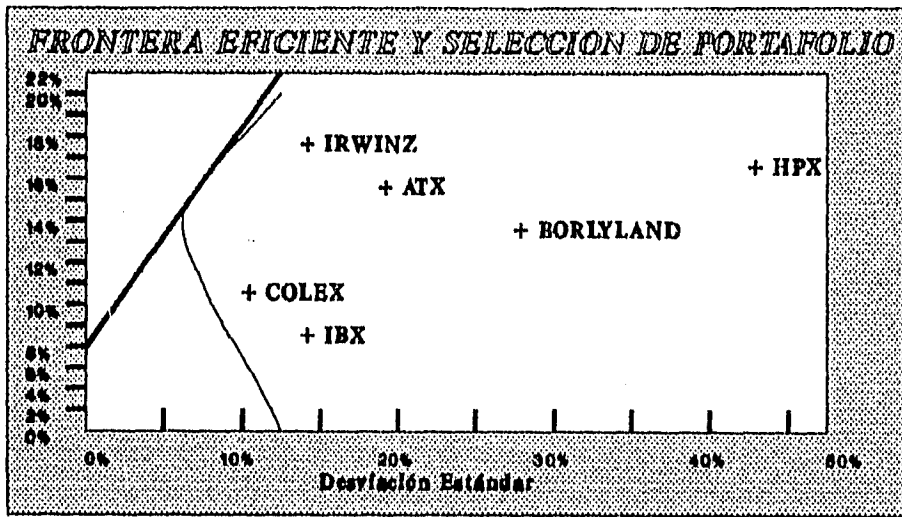 FRONTERA EFICIENTE Y SELECCION DE PORTAFOLIO
22%
20%
18%
16%
14%
12%
10%
8%
6%
4%
2%
0%
+ IRWINZ
+ HPX
+ ATX
+ BORLYLAND
+ COLEX
+ IBX
0% 10% 20% 30% 40% 50%
Desviación Estándar